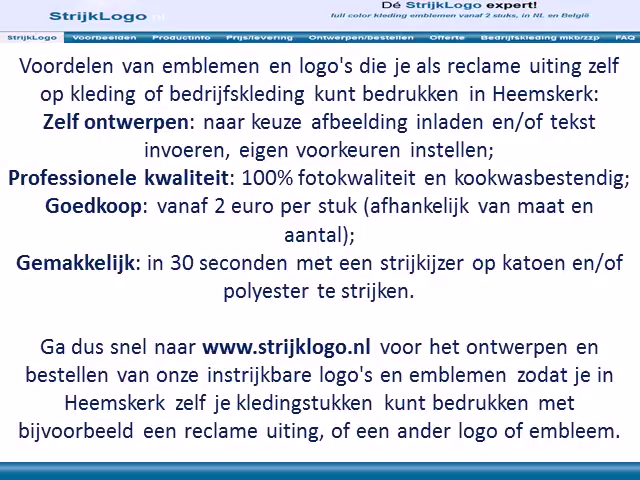 StrijkLogo.nl
Dé StrijkLogo expert!
full color kleding emblemen vanaf 2 stuks, in NL en België
StrijkLogo Voorbeelden Productinfo Prijs/levering Ontwerpen/bestellen Offerte Bedrijfskleding mkb/zzp FAQ
Voordelen van emblemen en logo's die je als reclame uiting zelf
op kleding of bedrijfskleding kunt bedrukken in Heemskerk:
Zelf ontwerpen: naar keuze afbeelding inladen en/of tekst
invoeren, eigen voorkeuren instellen;
Professionele kwaliteit: 100% fotokwaliteit en kookwasbestendig;
Goedkoop: vanaf 2 euro per stuk (afhankelijk van maat en
aantal);
Gemakkelijk: in 30 seconden met een strijkijzer op katoen en/of
polyester te strijken.
Ga dus snel naar www.strijklogo.nl voor het ontwerpen en
bestellen van onze instrijkbare logo's en emblemen zodat je in
Heemskerk zelf je kledingstukken kunt bedrukken met
bijvoorbeeld een reclame uiting, of een ander logo of embleem.